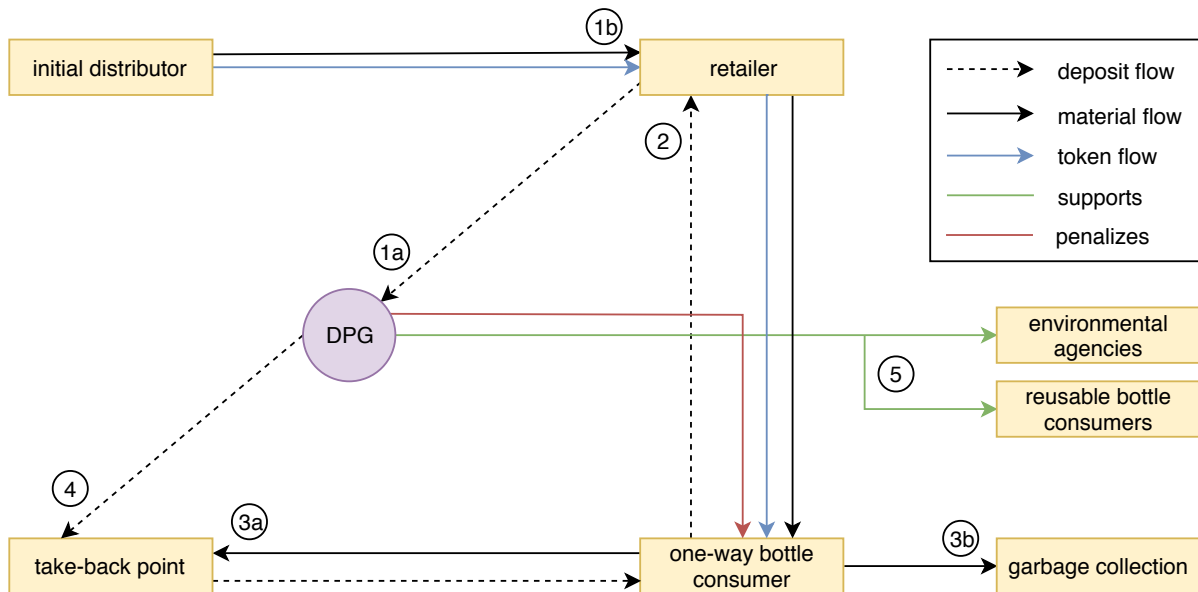 1b
initial distributor
retailer
deposit flow
material flow
token flow
supports
penalizes
2
1a
DPG
environmental
agencies
5
reusable bottle
consumers
4
3a
3b
take-back point
one-way bottle
consumer
garbage collection